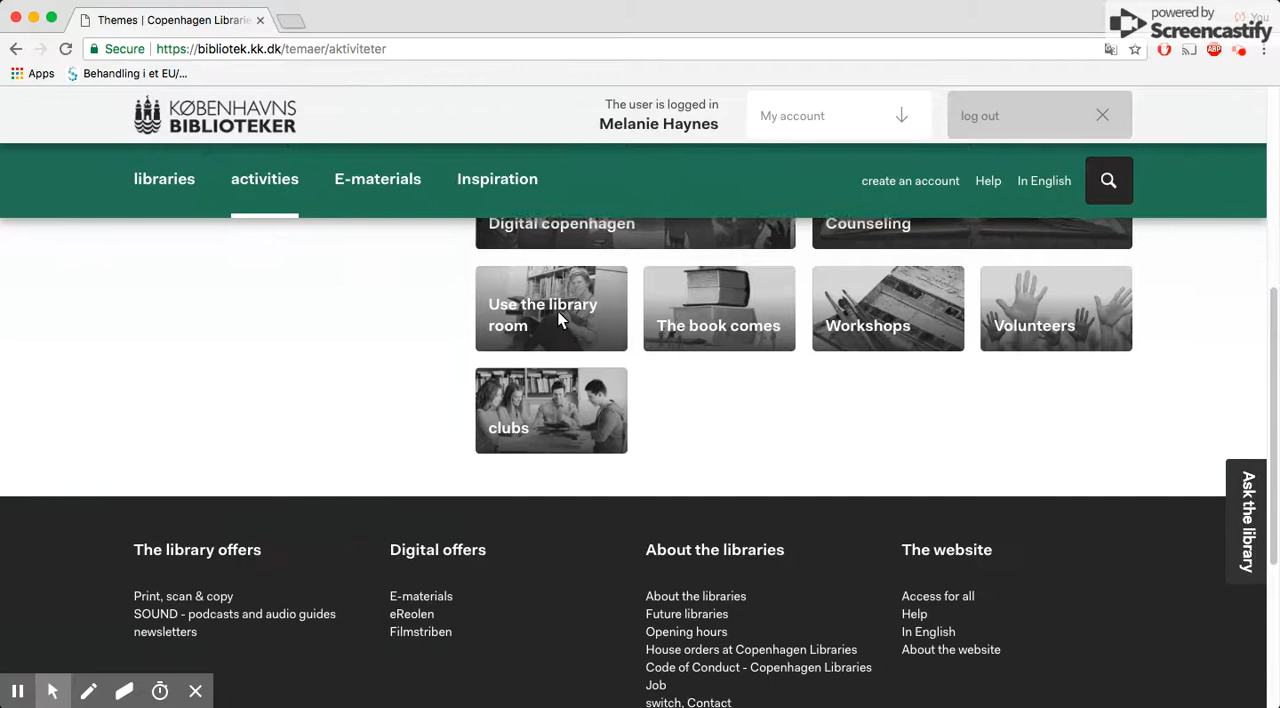 Themes | Copenhagen Librarie
powered by
Screencastify
You
Secure
https://bibliotek.kk.dk/temaer/aktiviteter
ABP
Apps
Behandling i et EU/...
KØBENHAVNS
BIBLIOTEKER
The user is logged in
Melanie Haynes
My account
log out
libraries
activities
E-materials
Inspiration
create an account
Help
In English
Digital copenhagen
Counseling
Use the library
room
The book comes
Workshops
Volunteers
clubs
Ask the library
The library offers
Print, scan & copy
SOUND - podcasts and audio guides
newsletters
Digital offers
E-materials
eReolen
Filmstriben
About the libraries
About the libraries
Future libraries
Opening hours
House orders at Copenhagen Libraries
Code of Conduct - Copenhagen Libraries
Job
switch, Contact
The website
Access for all
Help
In English
About the website